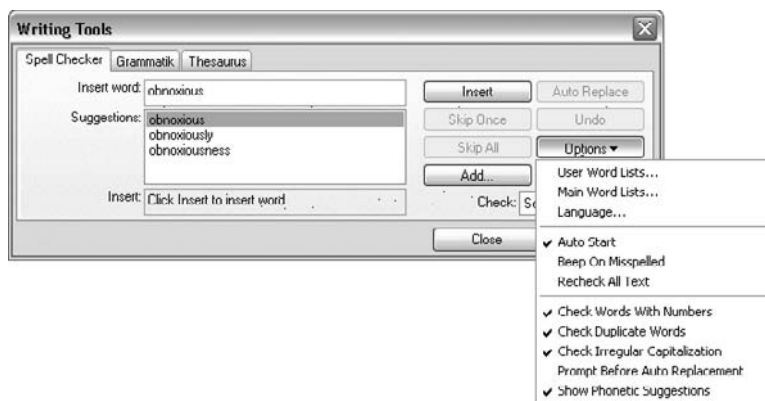 Writing Tools
Spell Checker Grammatik Thesaurus
Insert word: obnoxious
Insert Auto Replace
Suggestions: obnoxious
obnoxiously
obnoxiousness
Skip Once Undo
Skip All Options
Add...
Insert: Click Insert to insert word
Check: Se
Close
User Word Lists...
Main Word Lists...
Language...
Auto Start
Beep On Misspelled
Recheck All Text
Check Words With Numbers
Check Duplicate Words
Check Irregular Capitalization
Prompt Before Auto Replacement
Show Phonetic Suggestions